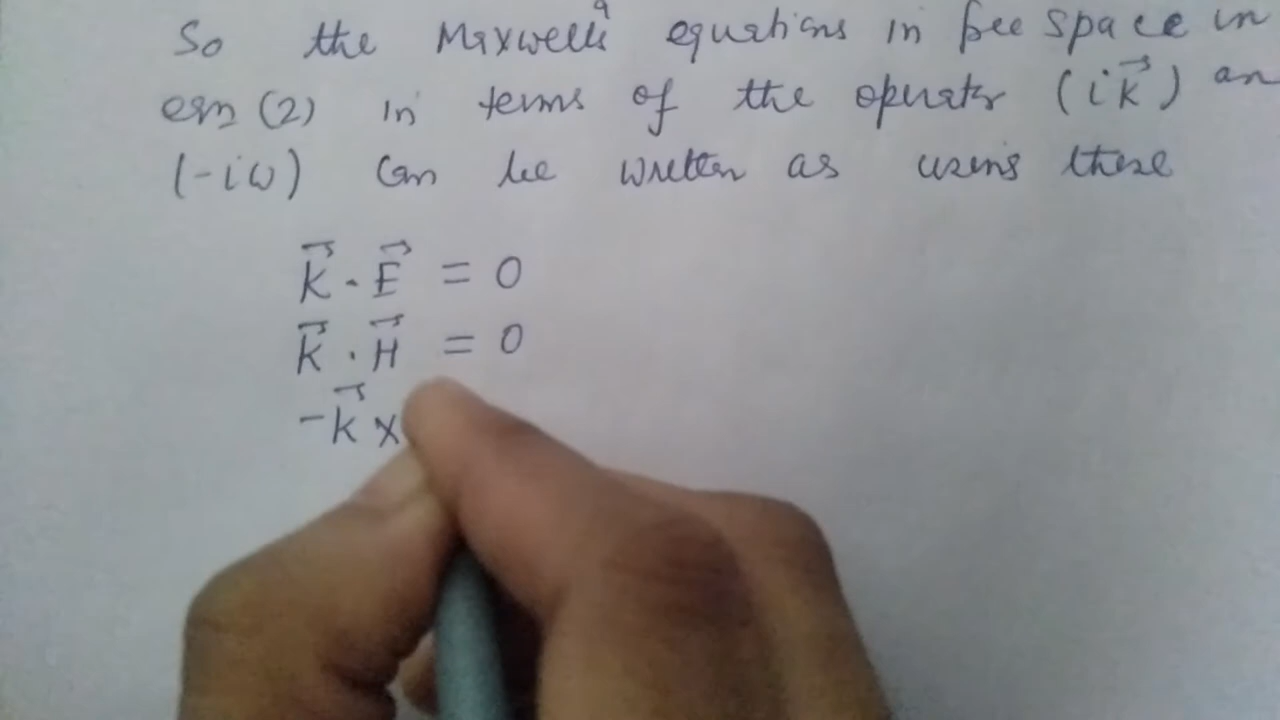 So the Maxwell's equations in free space in
eqn (2) in terms of the operator (i k⃗) an
(-iω) can be written as using these
K⃗ . E⃗ = 0
K⃗ . H⃗ = 0
-k⃗ ×